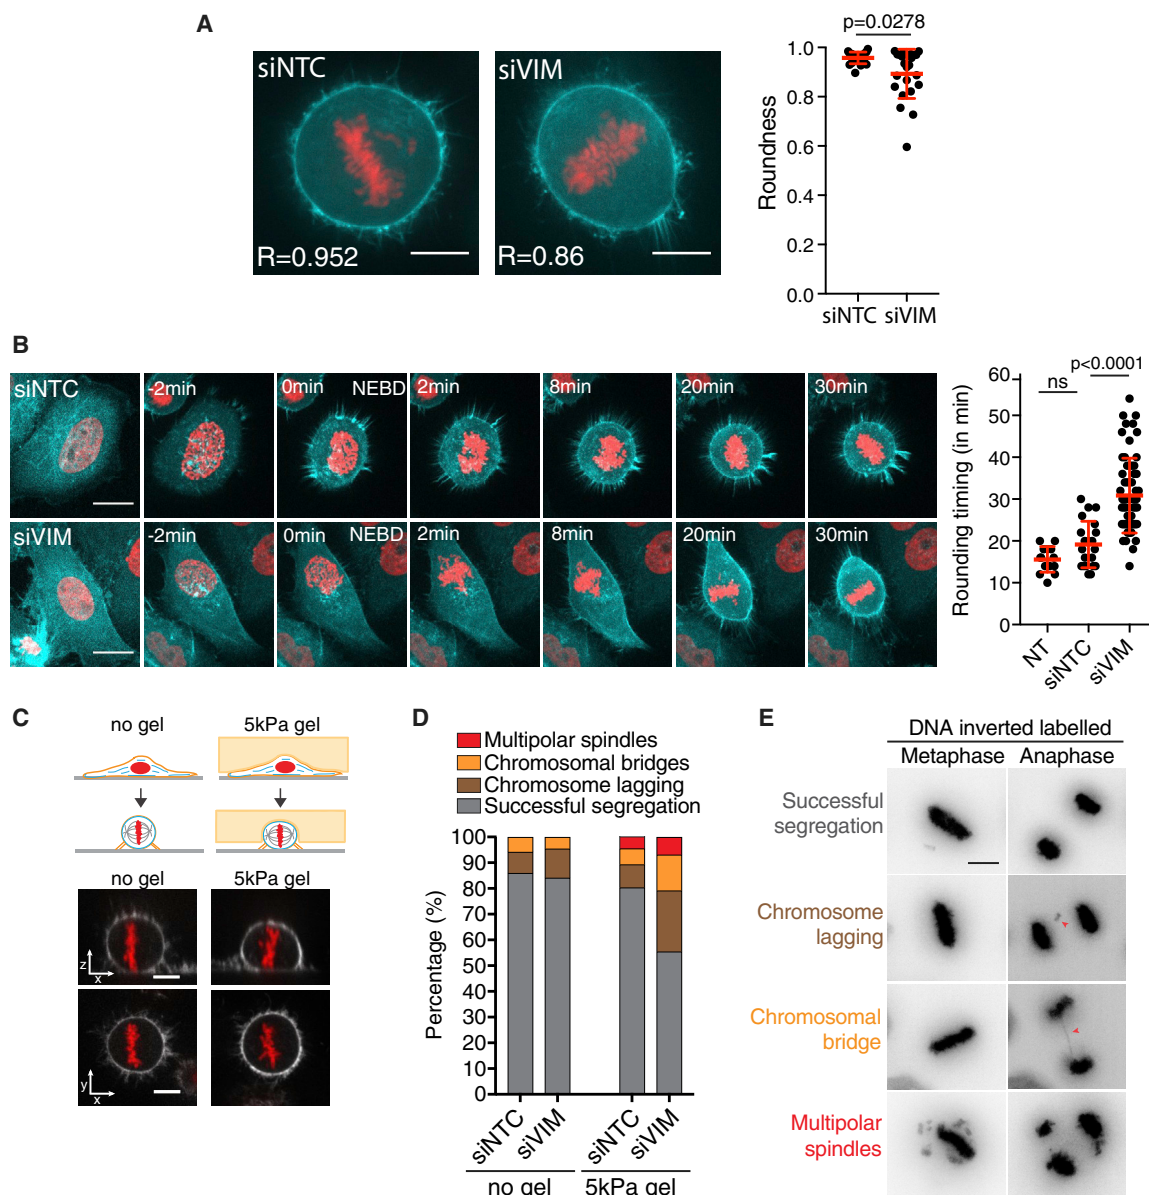 A
siNTC
R=0.952
siVIM
R=0.86
p=0.0278
Roundness
1.0
0.8
0.6
0.4
0.2
0.0
siNTC siVIM
B
siNTC
-2min
0min NEBD
2min
8min
20min
30min
siVIM
-2min
0min NEBD
2min
8min
20min
30min
p<0.0001
ns
Rounding timing (in min)
60
50
40
30
20
10
0
NT
siNTC
siVIM
C
no gel
5kPa gel
no gel
5kPa gel
z
x
y
x
D
Multipolar spindles
Chromosomal bridges
Chromosome lagging
Successful segregation
Percentage (%)
100
90
80
70
60
50
40
30
20
10
0
siNTC
siVIM
siNTC
siVIM
no gel
5kPa gel
E
DNA inverted labelled
Metaphase Anaphase
Successful
segregation
Chromosome
lagging
Chromosomal
bridge
Multipolar
spindles